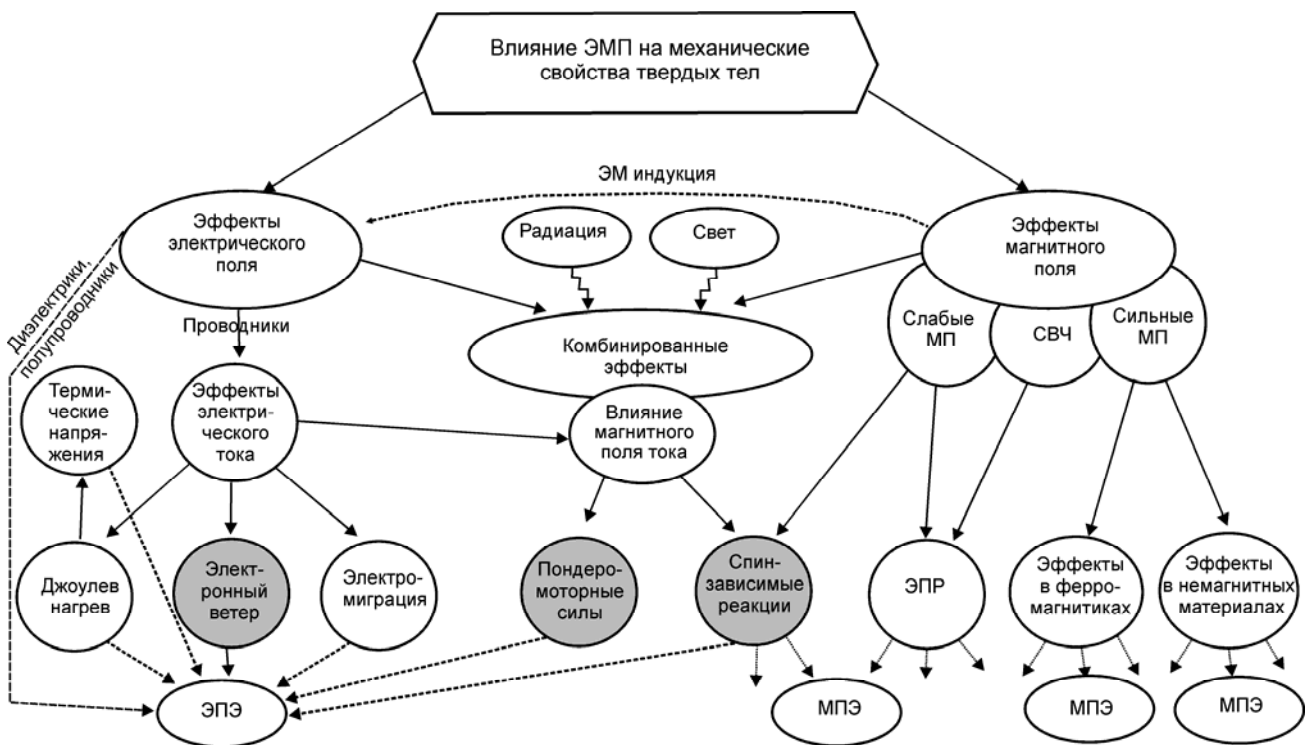 Влияние ЭМП на механические
свойства твердых тел
ЭМ индукция
Эффекты
электрического
поля
Радиация
Свет
Эффекты
магнитного
поля
Диэлектрики,
полупроводники
Проводники
Слабые
МП
СВЧ
Сильные
МП
Комбинированные
эффекты
Терми-
ческие
напря-
жения
Эффекты
электри-
ческого
тока
Влияние
магнитного
поля тока
Джоулев
нагрев
Элект-
ронный
ветер
Электро-
миграция
Пондеро-
моторные
силы
Спин-
зависимые
реакции
ЭПР
Эффекты
в ферро-
магнитиках
Эффекты
в немагнитных
материалах
ЭПЭ
МПЭ
МПЭ
МПЭ